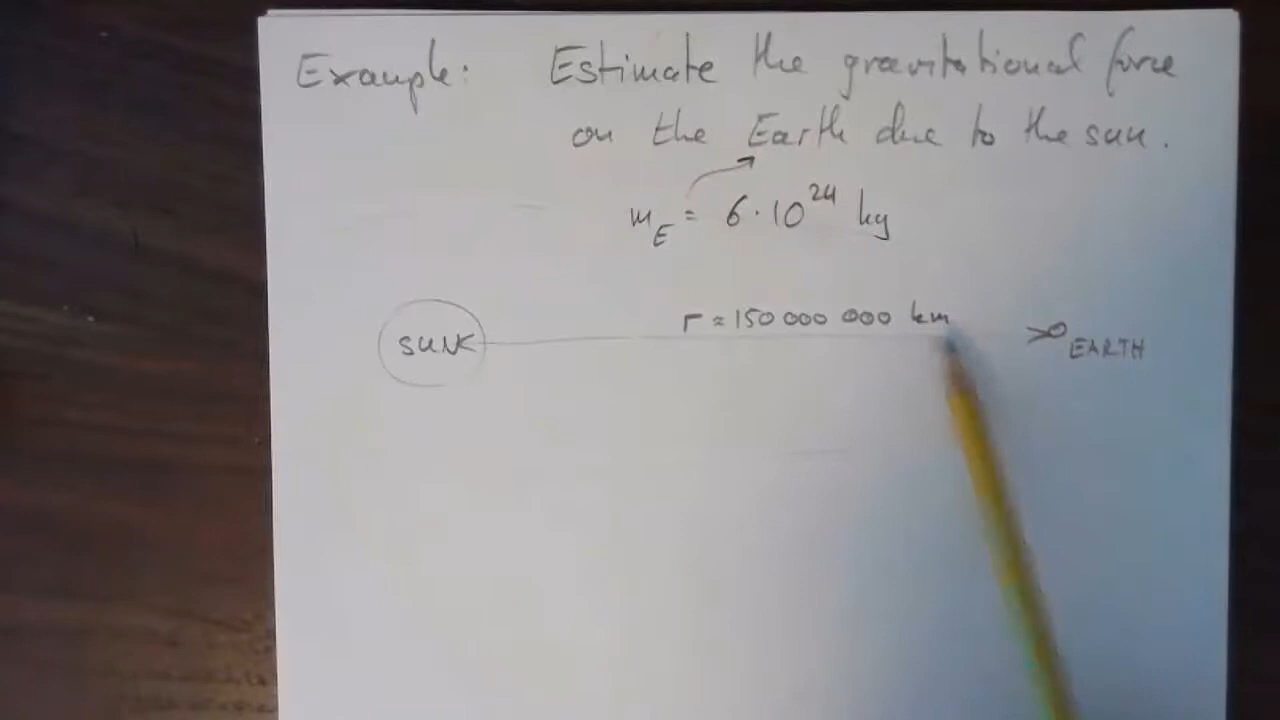 Example: Estimate the gravitational force
on the Earth due to the sun.
m_E = 6·10^24 kg
r ≈ 150 000 000 km
SUN
EARTH